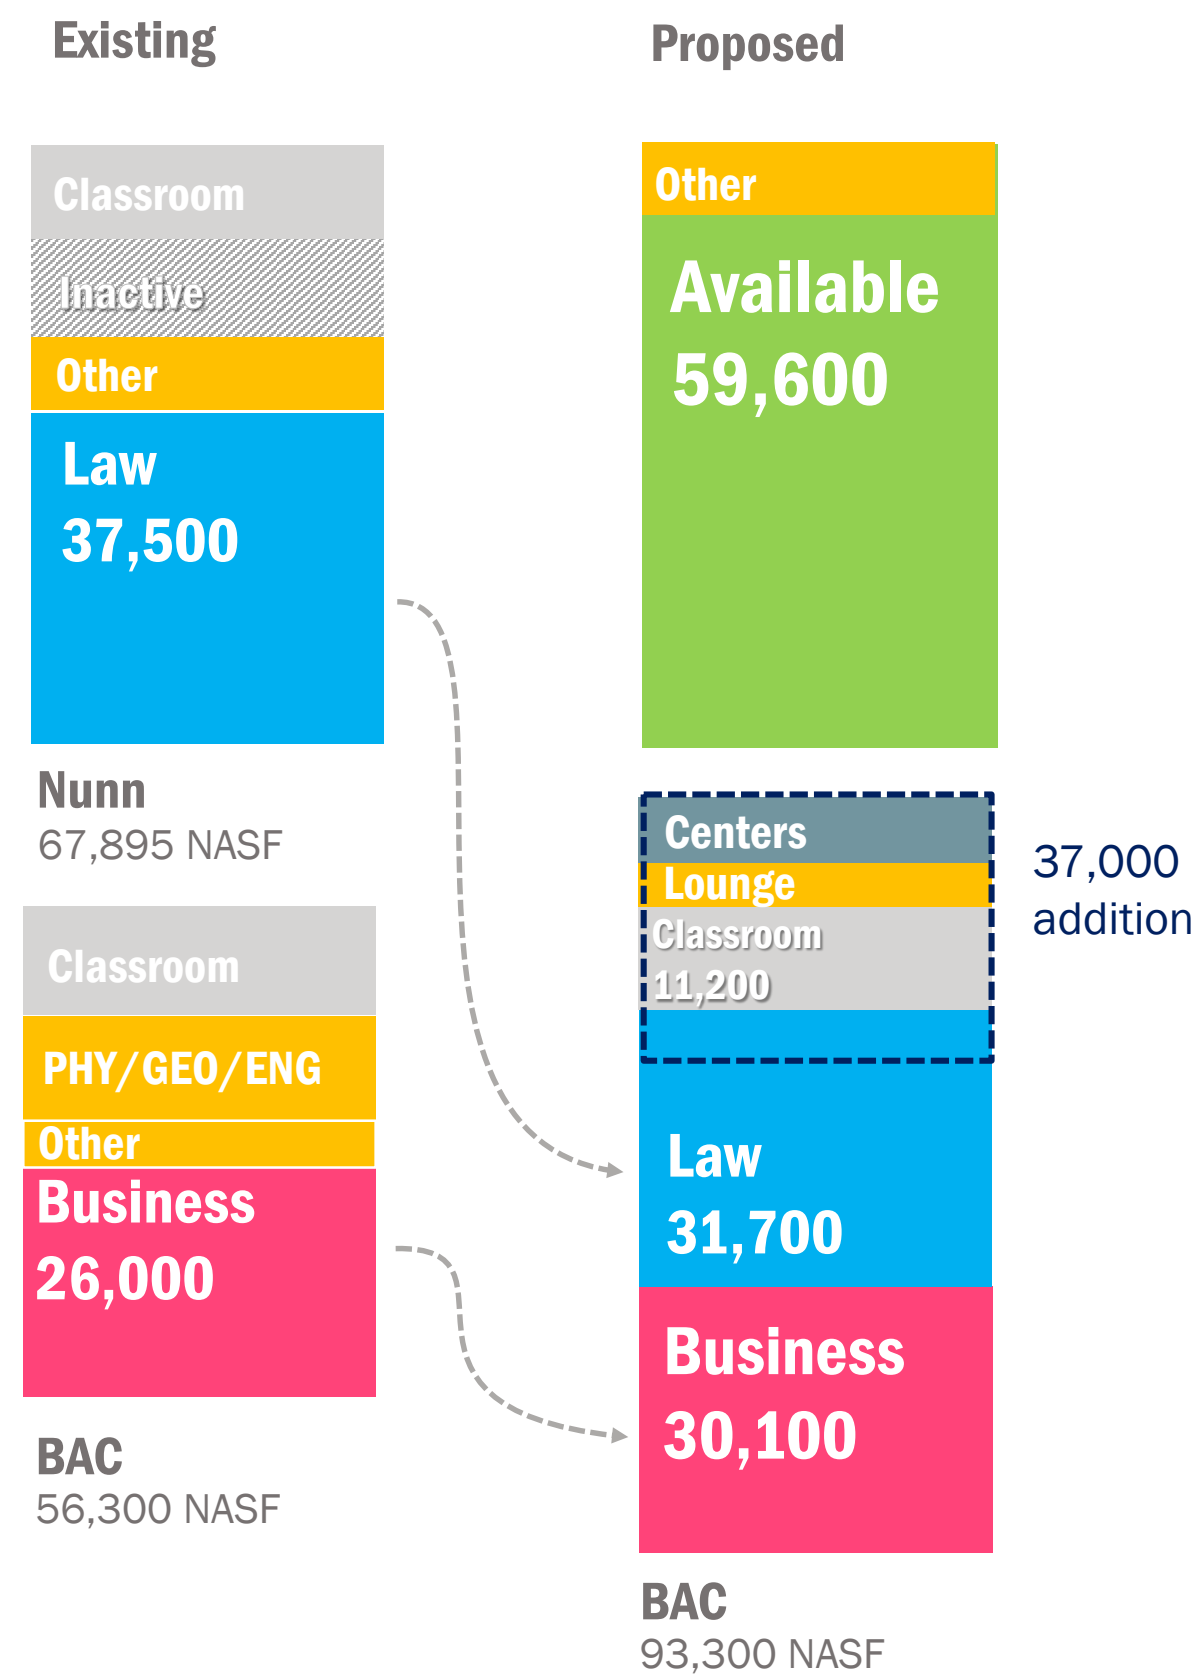 Existing
Classroom
Inactive
Other
Law
37,500
Nunn
67,895 NASF
Classroom
PHY/GEO/ENG
Other
Business
26,000
BAC
56,300 NASF
Proposed
Other
Available
59,600
Centers
Lounge
Classroom
11,200
37,000
addition
Law
31,700
Business
30,100
BAC
93,300 NASF